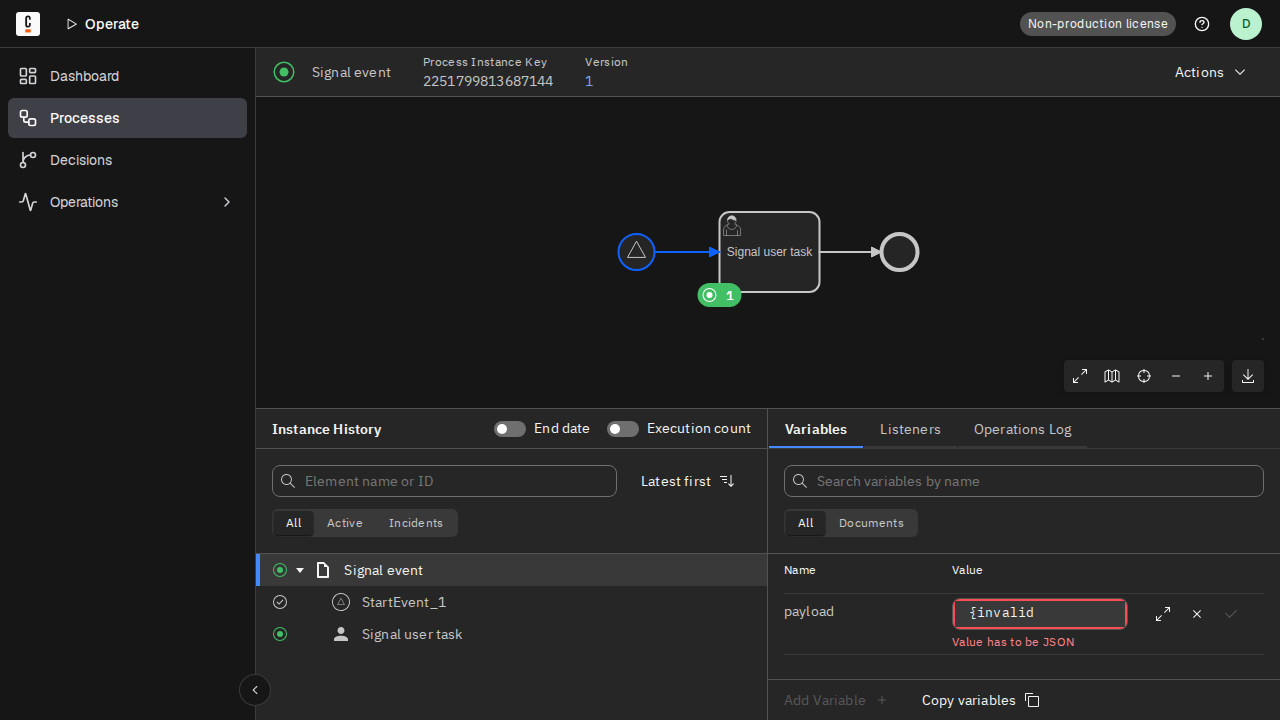 C
Operate
Non-production license
D
Dashboard
Processes
Decisions
Operations
Signal event
Process Instance Key
2251799813687144
Version
1
Actions
Signal user task
1
Instance History
End date
Execution count
Element name or ID
Latest first
All
Active
Incidents
Signal event
StartEvent_1
Signal user task
Variables
Listeners
Operations Log
Search variables by name
All
Documents
Name
Value
payload
{invalid
Value has to be JSON
Add Variable
Copy variables